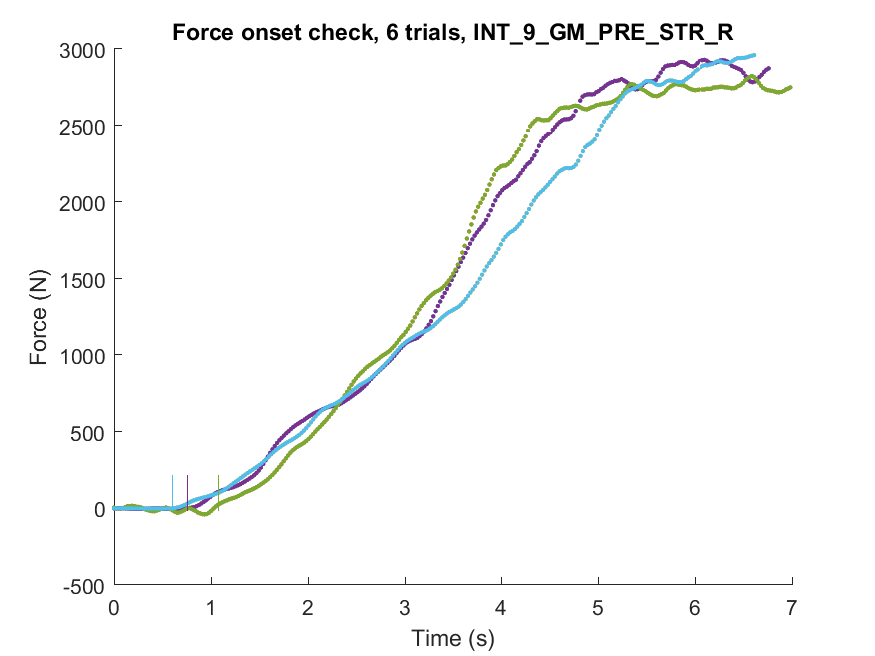 Force onset check, 6 trials, INT_9_GM_PRE_STR_R
3000
2500
2000
1500
1000
500
0
-500
Force (N)
0 1 2 3 4 5 6 7
Time (s)